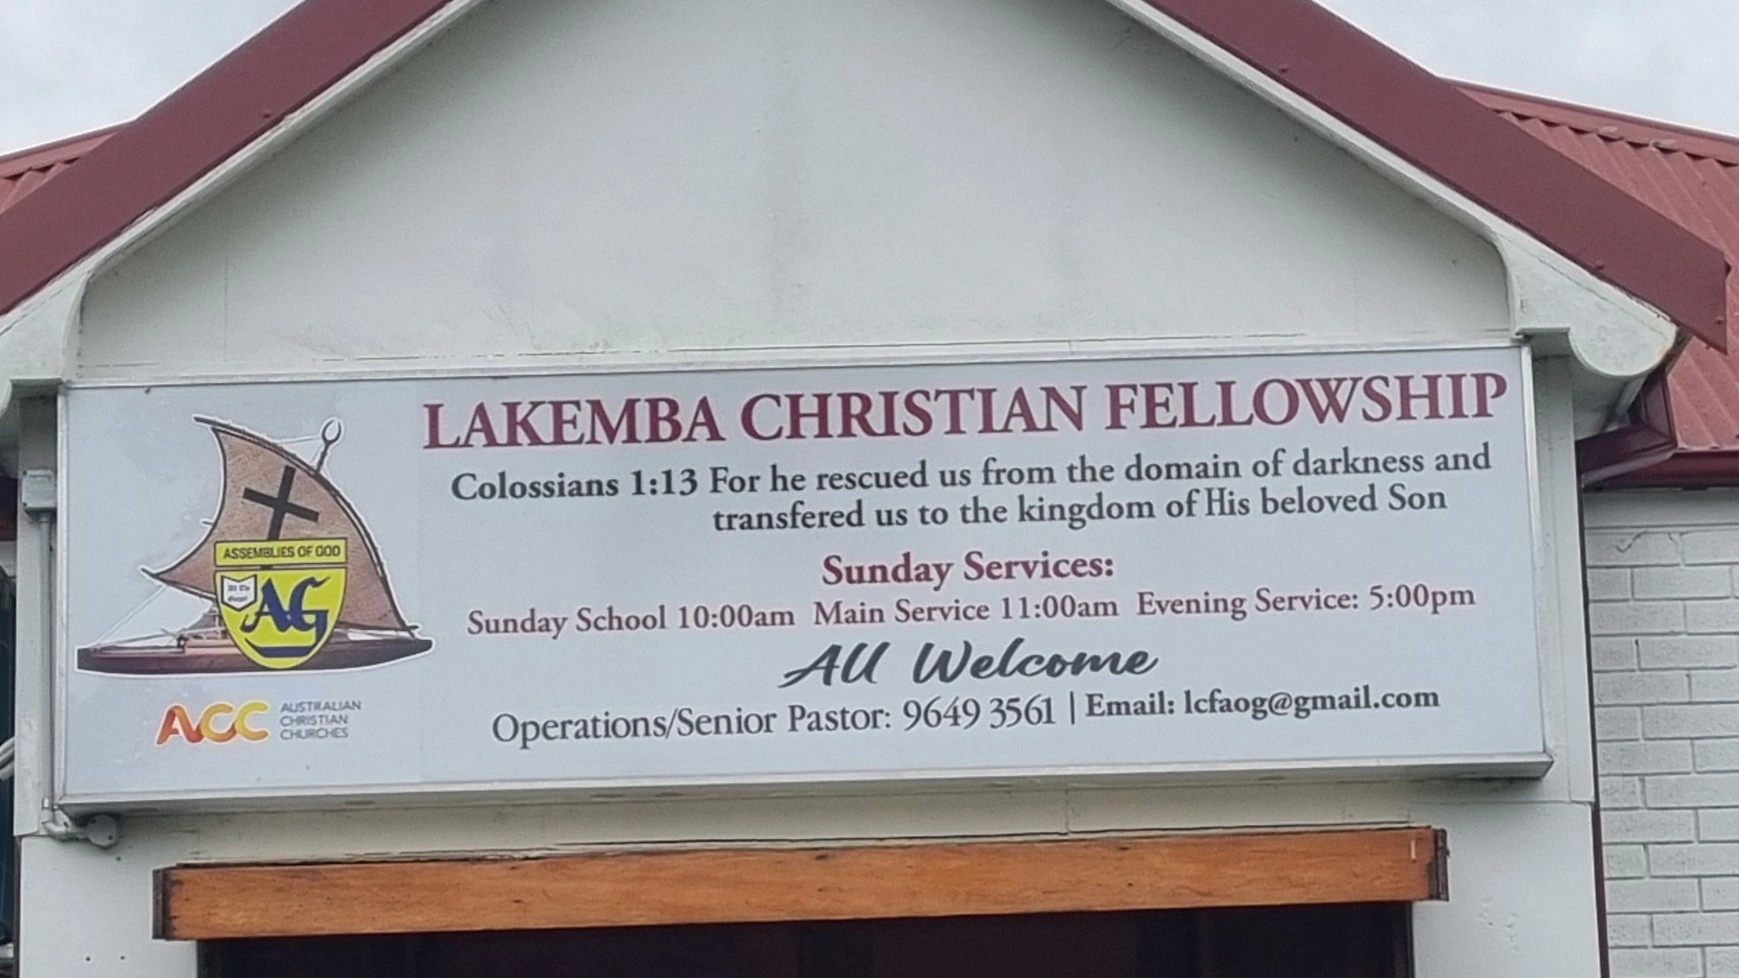 LAKEMBA CHRISTIAN FELLOWSHIP
Colossians 1:13 For he rescued us from the domain of darkness and
transfered us to the kingdom of His beloved Son
Sunday Services:
Sunday School 10:00am Main Service 11:00am Evening Service: 5:00pm
All Welcome
Operations/Senior Pastor: 9649 3561 | Email: lcfaog@gmail.com
ASSEMBLIES OF GOD
All The
Gospel
AG
ACC
AUSTRALIAN
CHRISTIAN
CHURCHES